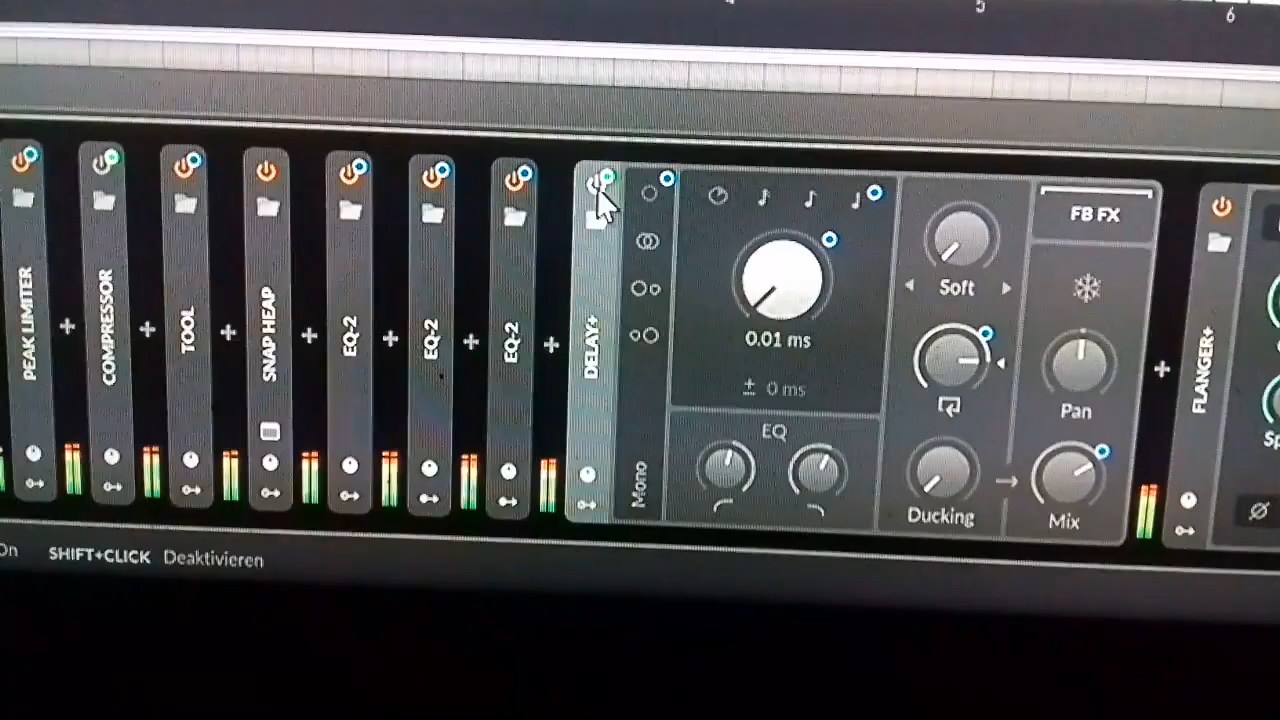 5
6
PEAK LIMITER
COMPRESSOR
TOOL
SNAP HEAP
EQ-2
EQ-2
EQ-2
DELAY+
Mono
0.01 ms
± 0 ms
EQ
Soft
Ducking
FB FX
Pan
Mix
FLANGER+
On SHIFT+CLICK Deaktivieren